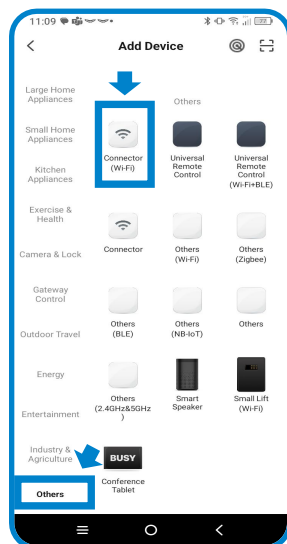 11:09
Add Device
Large Home
Appliances
Small Home
Appliances
Kitchen
Appliances
Exercise &
Health
Camera & Lock
Gateway
Control
Outdoor Travel
Energy
Entertainment
Industry &
Agriculture
Others
Others
Connector
(Wi-Fi)
Universal
Remote
Control
Universal
Remote
Control
(Wi-Fi+BLE)
Connector
Others
(Wi-Fi)
Others
(Zigbee)
Others
(BLE)
Others
(NB-IoT)
Others
Others
(2.4GHz&5GHz
)
Smart
Speaker
Small Lift
(Wi-Fi)
BUSY
Conference
Tablet